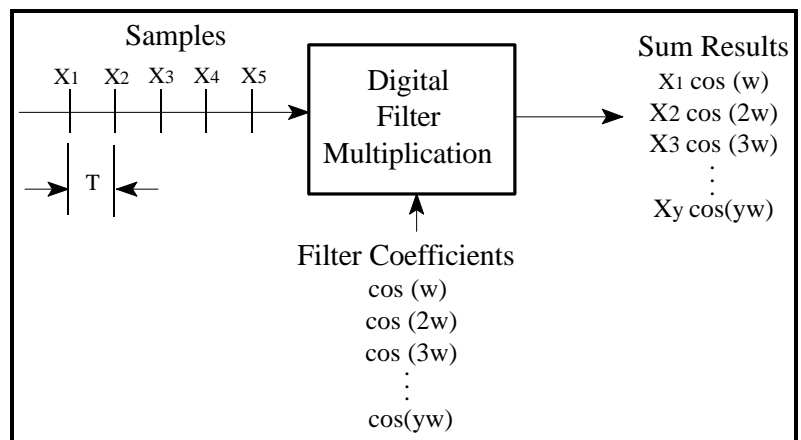 Samples
X1 X2 X3 X4 X5
T
Digital
Filter
Multiplication
Filter Coefficients
cos (w)
cos (2w)
cos (3w)
.
.
.
cos(yw)
Sum Results
X1 cos (w)
X2 cos (2w)
X3 cos (3w)
.
.
.
Xy cos(yw)